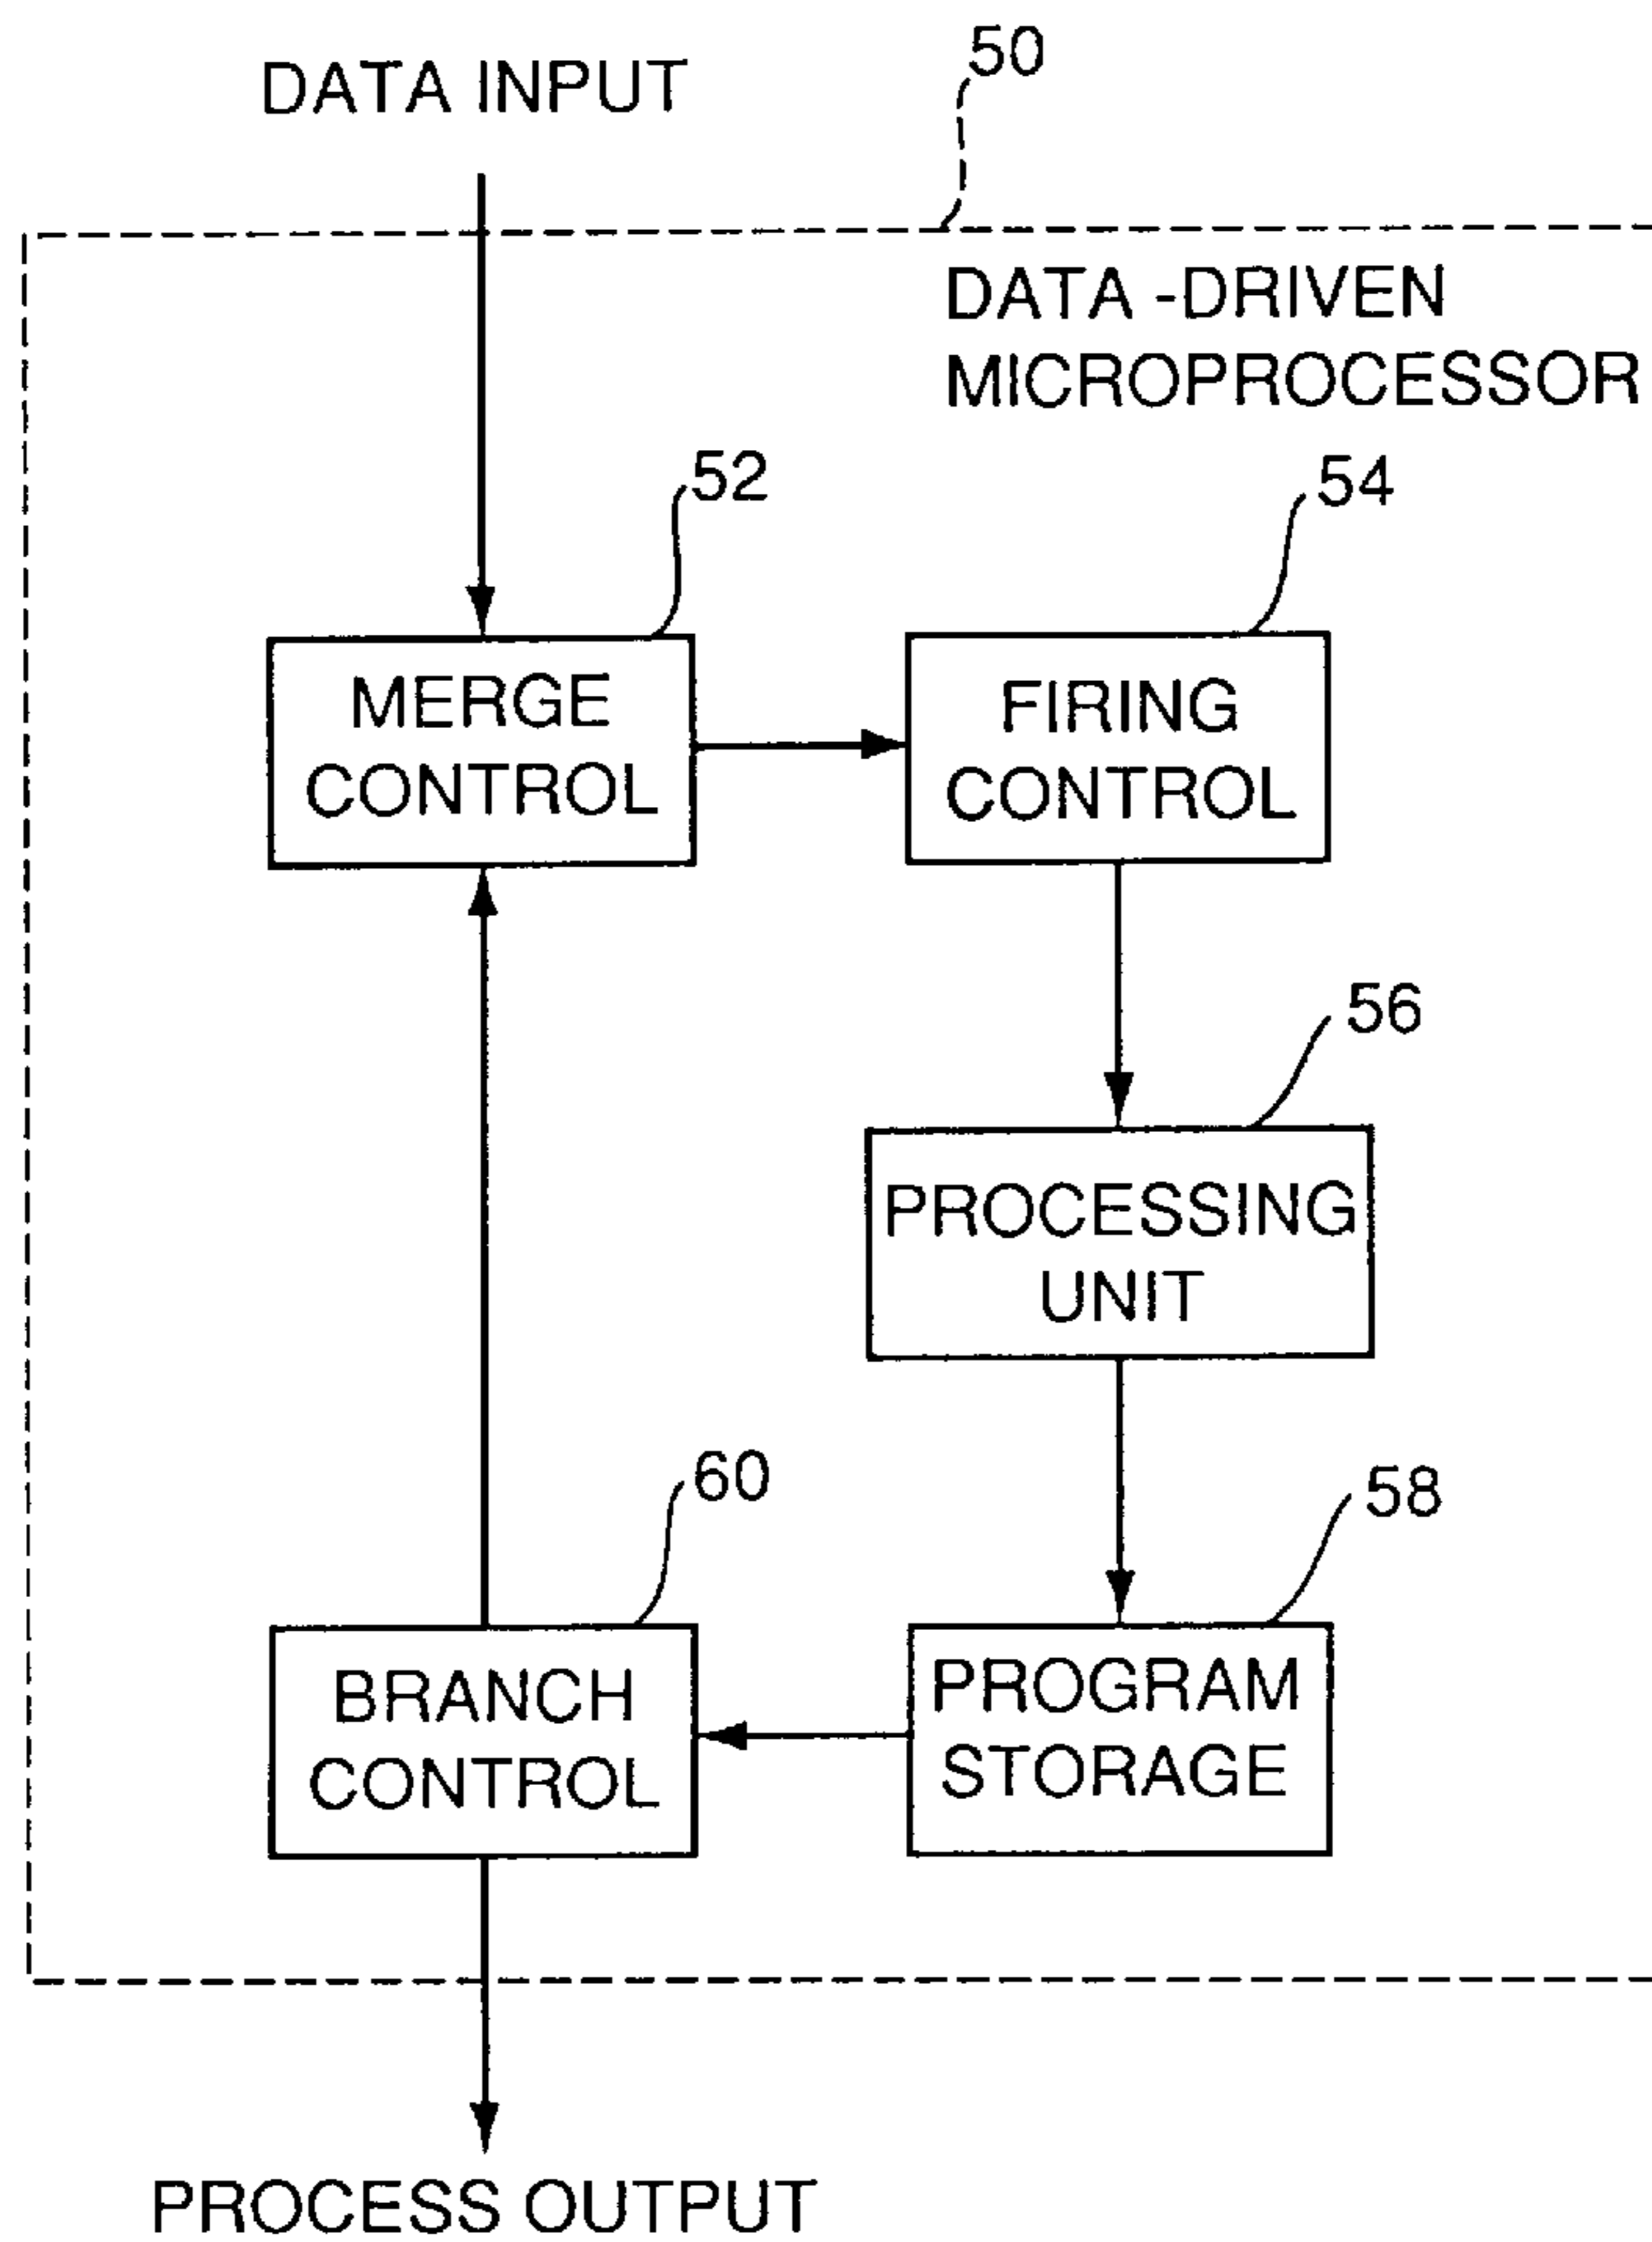 50
DATA INPUT
DATA -DRIVEN
MICROPROCESSOR
52
54
MERGE
CONTROL
FIRING
CONTROL
56
PROCESSING
UNIT
60
58
BRANCH
CONTROL
PROGRAM
STORAGE
PROCESS OUTPUT